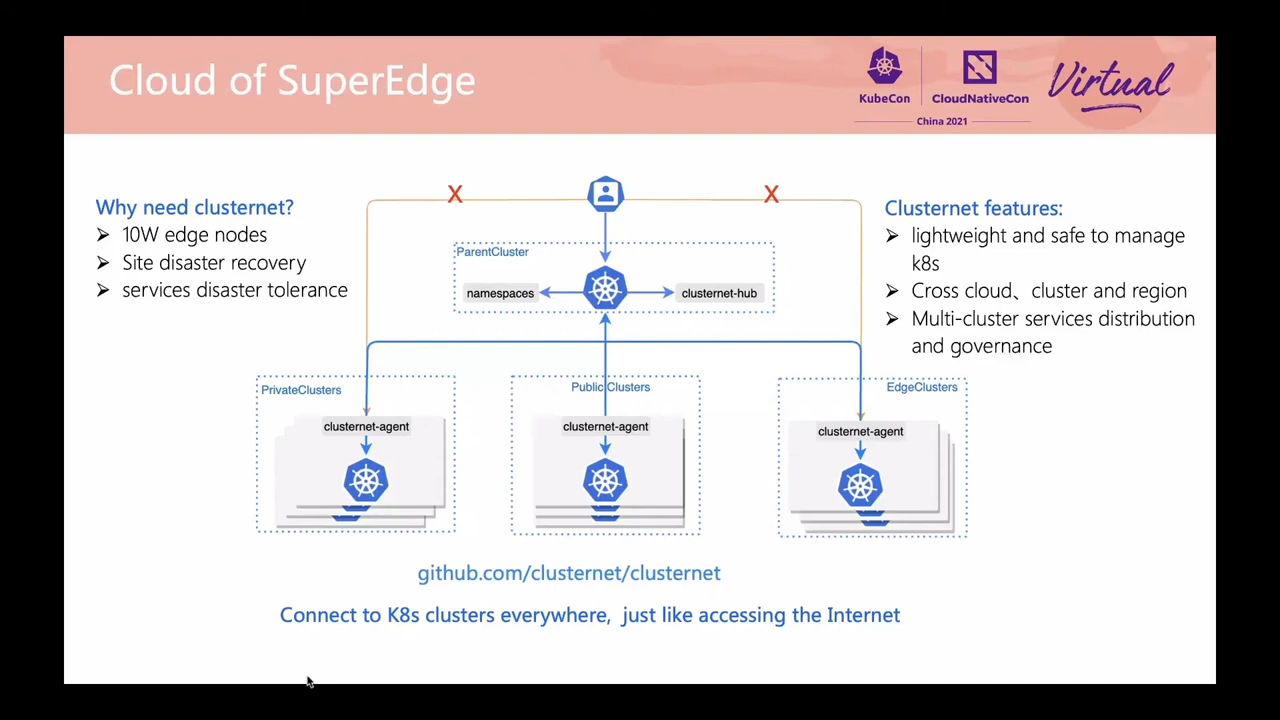 Cloud of SuperEdge
KubeCon
CloudNativeCon
China 2021
Virtual
Why need clusternet?
10W edge nodes
Site disaster recovery
services disaster tolerance
X
X
ParentCluster
namespaces
clusternet-hub
Clusternet features:
lightweight and safe to manage
k8s
Cross cloud、cluster and region
Multi-cluster services distribution
and governance
PrivateClusters
clusternet-agent
Public Clusters
clusternet-agent
EdgeClusters
clusternet-agent
github.com/clusternet/clusternet
Connect to K8s clusters everywhere, just like accessing the Internet